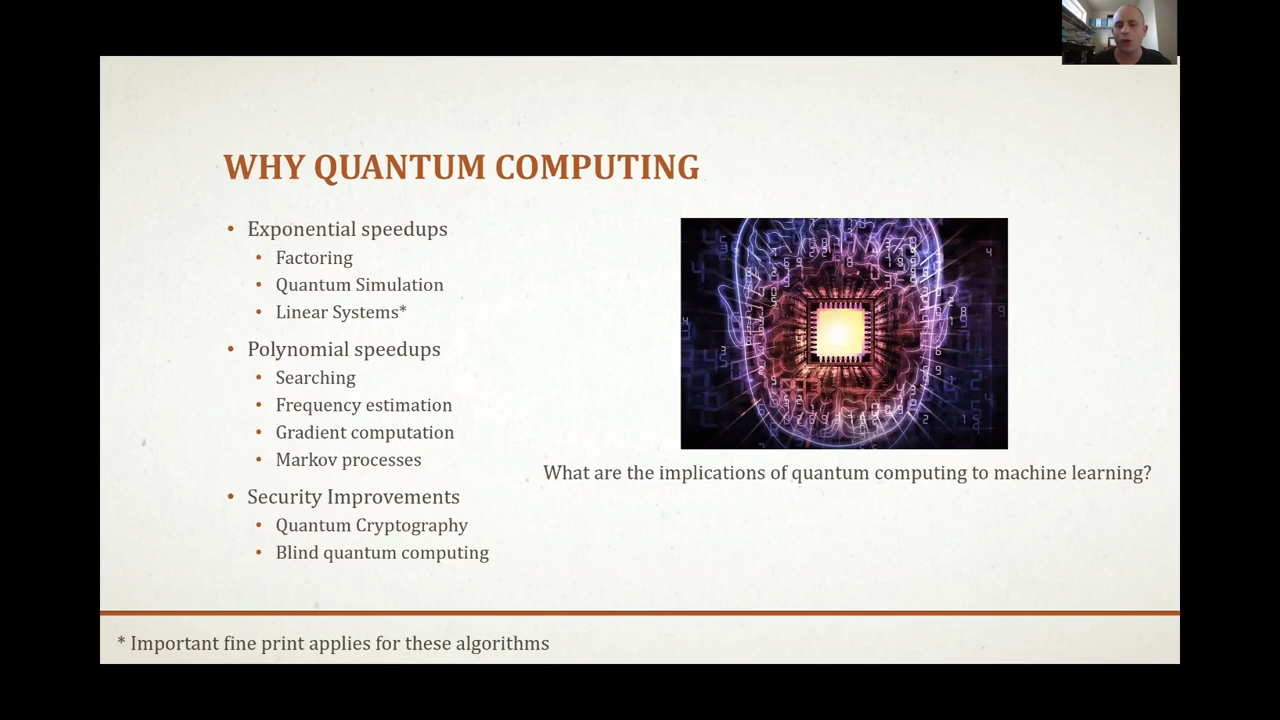 WHY QUANTUM COMPUTING
• Exponential speedups
• Factoring
• Quantum Simulation
• Linear Systems*
• Polynomial speedups
• Searching
• Frequency estimation
• Gradient computation
• Markov processes
• Security Improvements
• Quantum Cryptography
• Blind quantum computing
What are the implications of quantum computing to machine learning?
* Important fine print applies for these algorithms